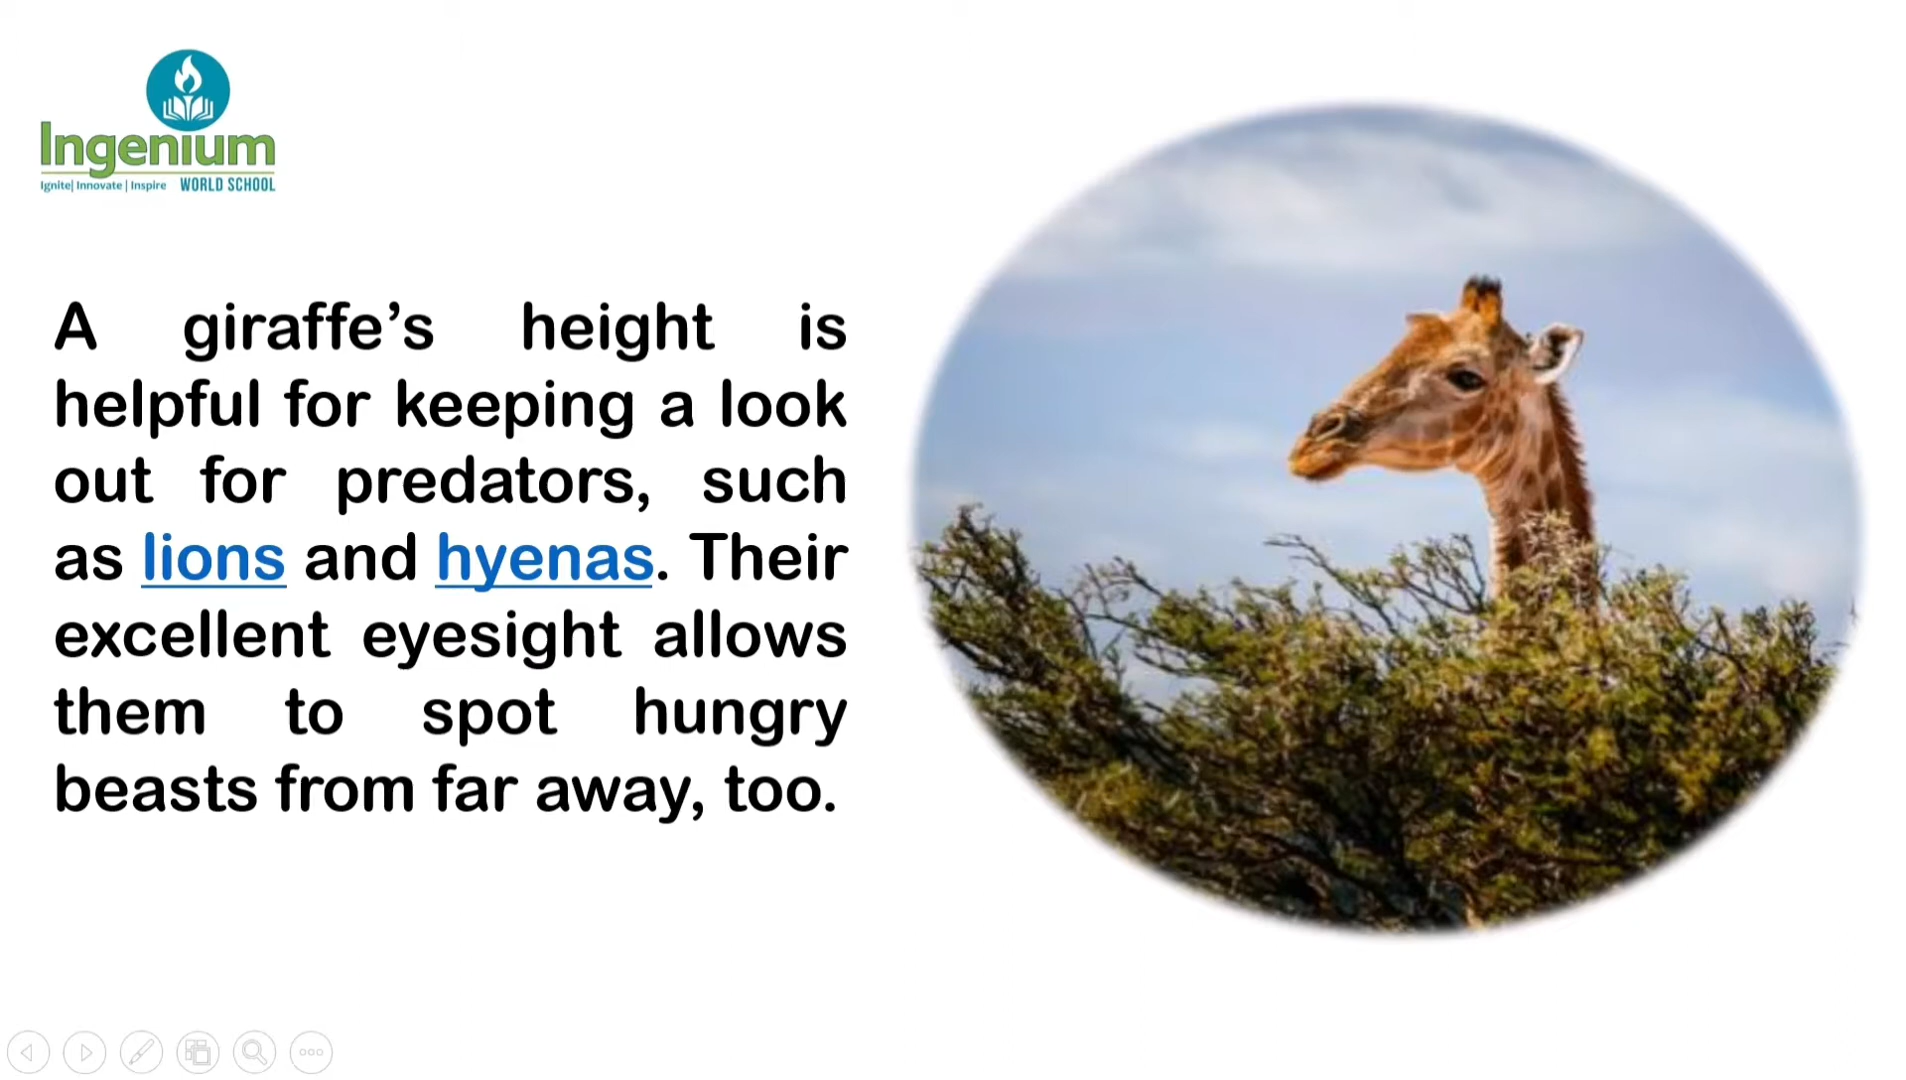 Ingenium
Ignite| Innovate | Inspire WORLD SCHOOL
A giraffe’s height is
helpful for keeping a look
out for predators, such
as lions and hyenas. Their
excellent eyesight allows
them to spot hungry
beasts from far away, too.